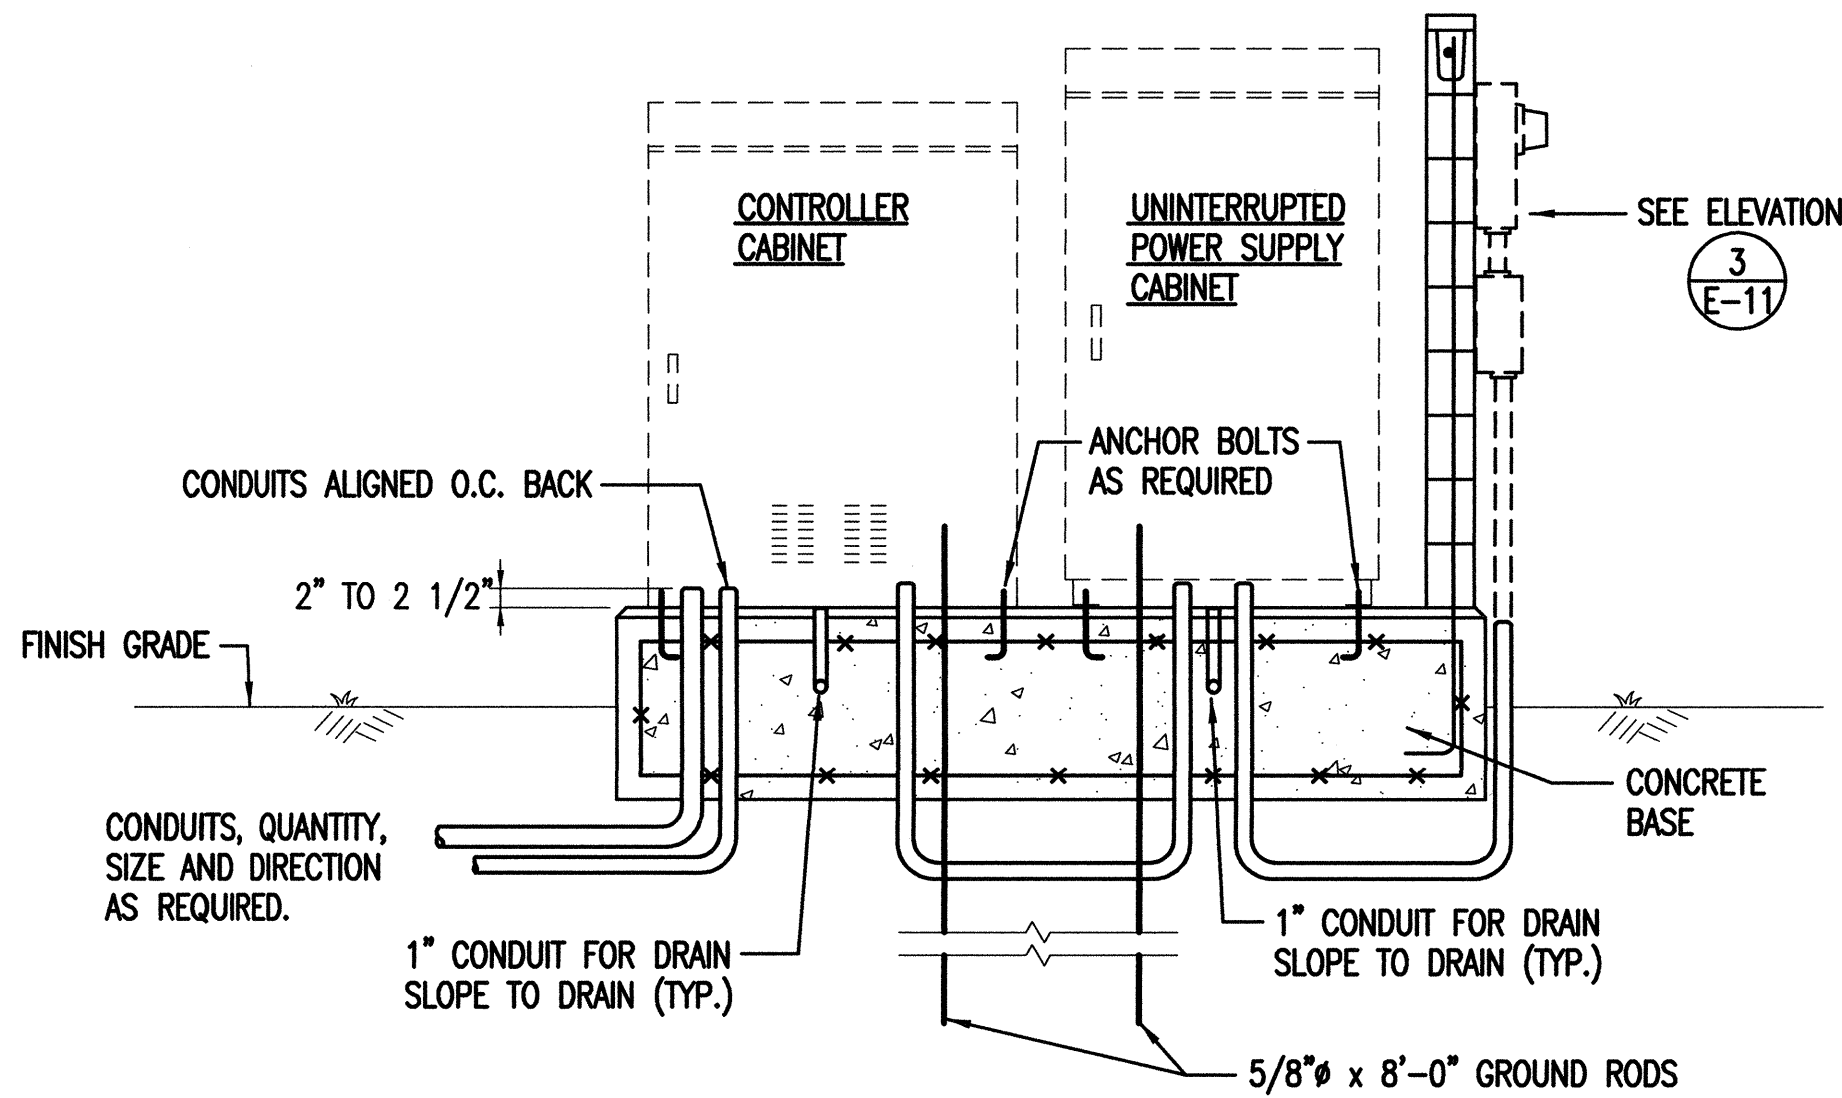 CONTROLLER
CABINET
UNINTERRUPTED
POWER SUPPLY
CABINET
SEE ELEVATION
3
E-11
ANCHOR BOLTS
AS REQUIRED
CONDUITS ALIGNED O.C. BACK
2" TO 2 1/2"
FINISH GRADE
CONCRETE
BASE
CONDUITS, QUANTITY,
SIZE AND DIRECTION
AS REQUIRED.
1" CONDUIT FOR DRAIN
SLOPE TO DRAIN (TYP.)
1" CONDUIT FOR DRAIN
SLOPE TO DRAIN (TYP.)
5/8"ø x 8'-0" GROUND RODS